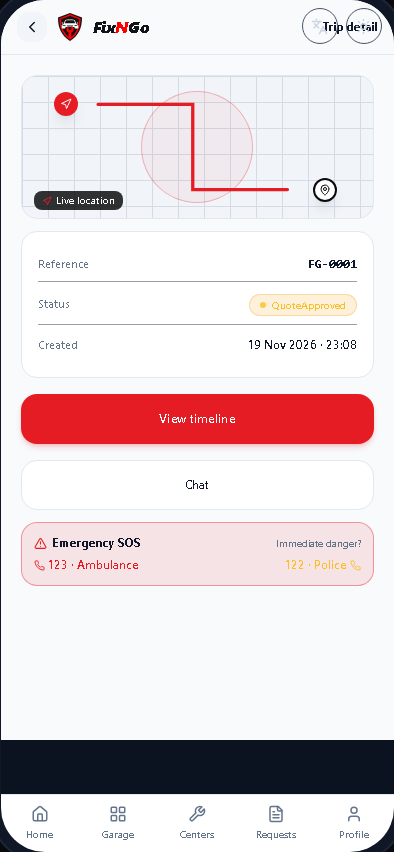 FixNGo
Trip detail
Live location
Reference FG-0001
Status QuoteApproved
Created 19 Nov 2026 · 23:08
View timeline
Chat
Emergency SOS Immediate danger?
123 · Ambulance 122 · Police
Home Garage Centers Requests Profile